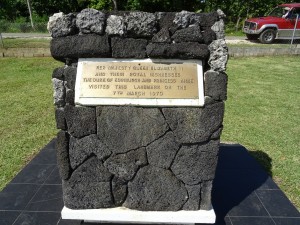 HER MAJESTY QUEEN ELIZABETH
AND THEIR ROYAL HIGHNESSES
THE DUKE OF EDINBURGH AND PRINCESS ANNE
VISITED THIS LANDMARK ON THE
7TH MARCH 1970